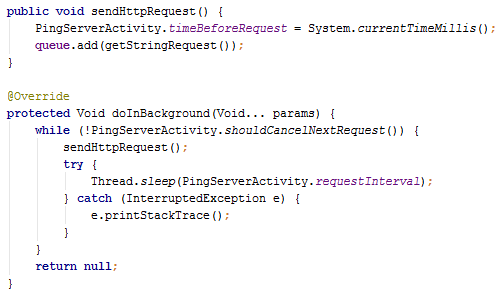 public void sendHttpRequest() {
    PingServerActivity.timeBeforeRequest = System.currentTimeMillis();
    queue.add(getStringRequest());
}

@Override
protected Void doInBackground(Void... params) {
    while (!PingServerActivity.shouldCancelNextRequest()) {
        sendHttpRequest();
        try {
            Thread.sleep(PingServerActivity.requestInterval);
        } catch (InterruptedException e) {
            e.printStackTrace();
        }
    }
    return null;
}